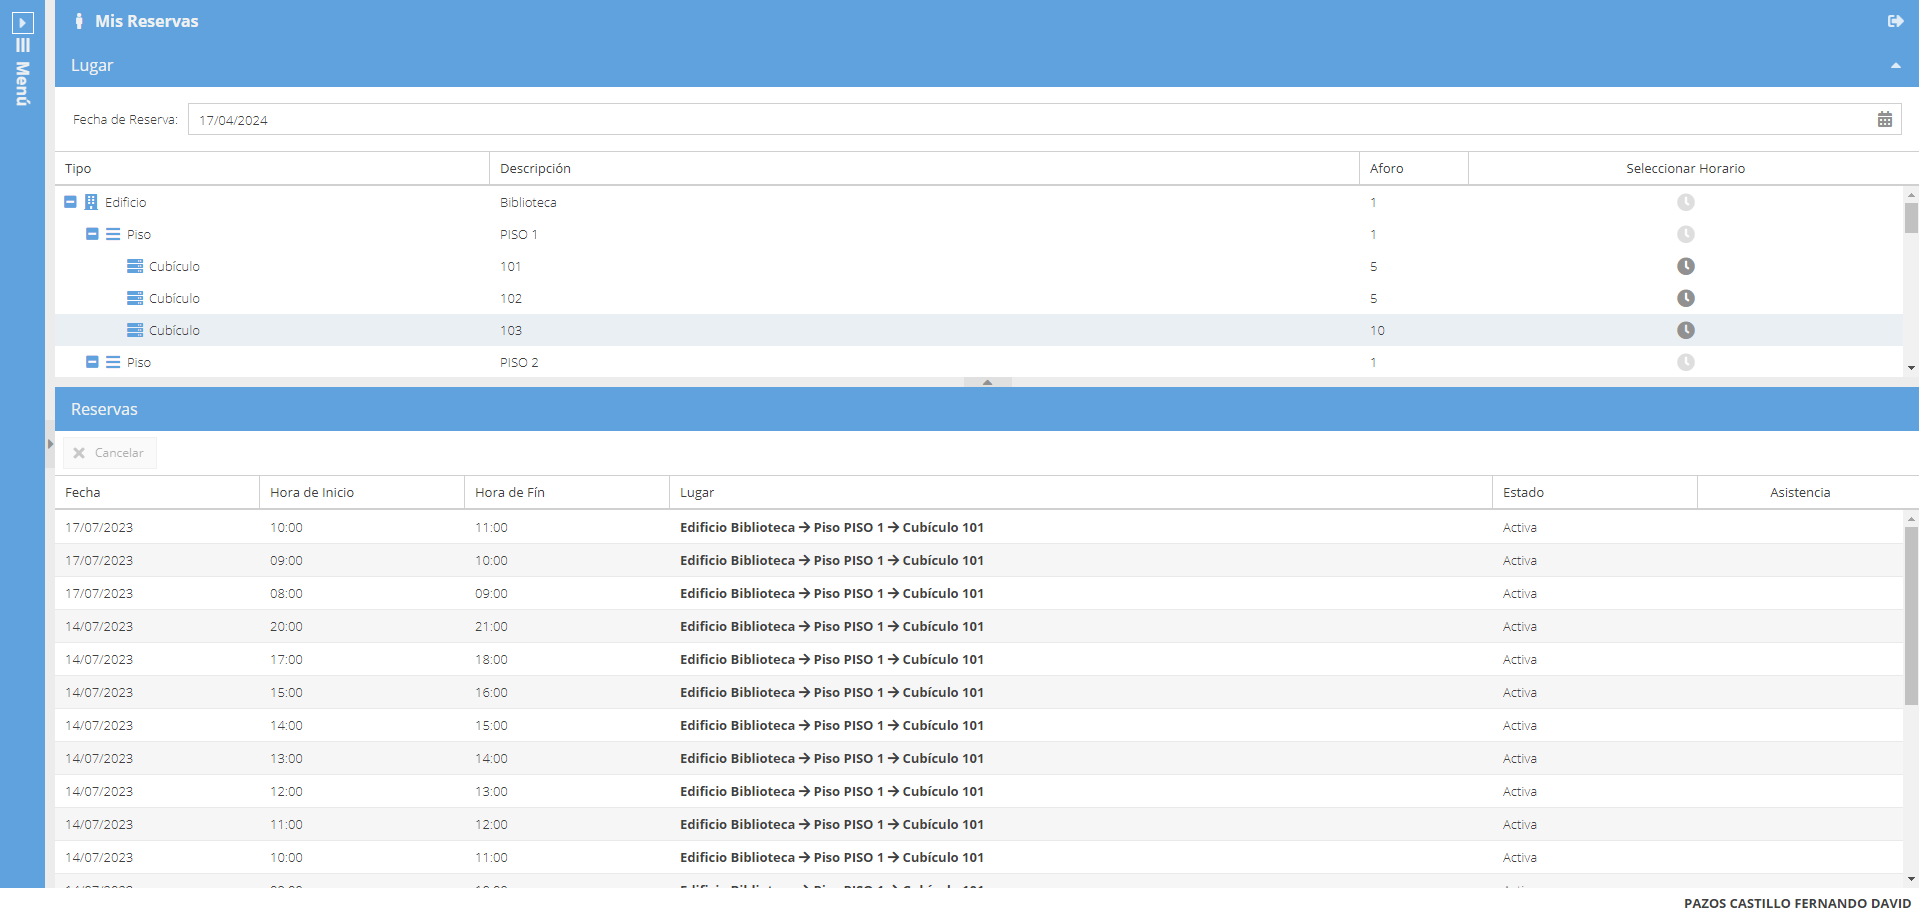 Menú
Mis Reservas
Lugar
Fecha de Reserva: 17/04/2024
Tipo Descripción Aforo Seleccionar Horario
Edificio Biblioteca 1
Piso PISO 1 1
Cubículo 101 5
Cubículo 102 5
Cubículo 103 10
Piso PISO 2 1
Reservas
Cancelar
Fecha Hora de Inicio Hora de Fín Lugar Estado Asistencia
17/07/2023 10:00 11:00 Edificio Biblioteca → Piso PISO 1 → Cubículo 101 Activa
17/07/2023 09:00 10:00 Edificio Biblioteca → Piso PISO 1 → Cubículo 101 Activa
17/07/2023 08:00 09:00 Edificio Biblioteca → Piso PISO 1 → Cubículo 101 Activa
14/07/2023 20:00 21:00 Edificio Biblioteca → Piso PISO 1 → Cubículo 101 Activa
14/07/2023 17:00 18:00 Edificio Biblioteca → Piso PISO 1 → Cubículo 101 Activa
14/07/2023 15:00 16:00 Edificio Biblioteca → Piso PISO 1 → Cubículo 101 Activa
14/07/2023 14:00 15:00 Edificio Biblioteca → Piso PISO 1 → Cubículo 101 Activa
14/07/2023 13:00 14:00 Edificio Biblioteca → Piso PISO 1 → Cubículo 101 Activa
14/07/2023 12:00 13:00 Edificio Biblioteca → Piso PISO 1 → Cubículo 101 Activa
14/07/2023 11:00 12:00 Edificio Biblioteca → Piso PISO 1 → Cubículo 101 Activa
14/07/2023 10:00 11:00 Edificio Biblioteca → Piso PISO 1 → Cubículo 101 Activa
PAZOS CASTILLO FERNANDO DAVID